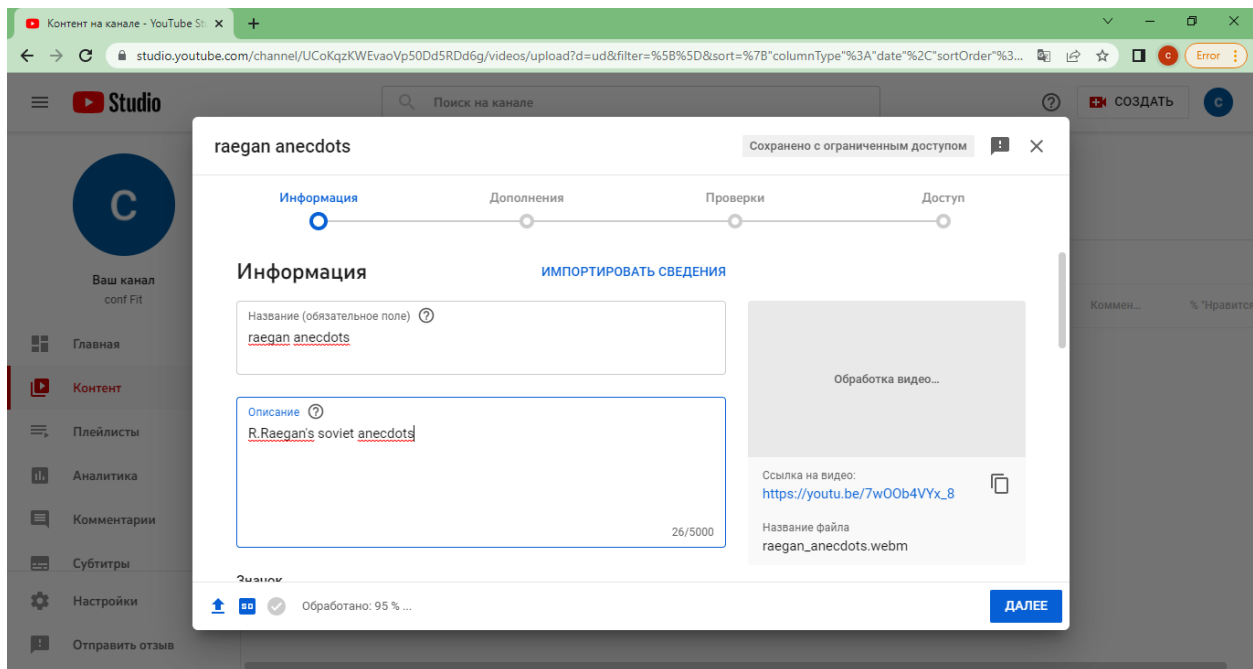 Контент на канале - YouTube St
studio.youtube.com/channel/UCoKqzKWEvaoVp50Dd5RDd6g/videos/upload?d=ud&filter=%5B%5D&sort=%7B"columnType"%3A"date"%2C"sortOrder"%3...
c
Error
Studio
Поиск на канале
СОЗДАТЬ
C
raegan anecdots
Сохранено с ограниченным доступом
Информация
Дополнения
Проверки
Доступ
C
Ваш канал
conf Fit
Главная
Контент
Плейлисты
Аналитика
Комментарии
Субтитры
Настройки
Отправить отзыв
Информация
ИМПОРТИРОВАТЬ СВЕДЕНИЯ
Название (обязательное поле)
raegan anecdots
Описание
R.Raegan's soviet anecdots
26/5000
Обработка видео...
Ссылка на видео:
https://youtu.be/7wOOb4VYx_8
Название файла
raegan_anecdots.webm
Значок
Коммен...
% "Нравится
SD
Обработано: 95 % ...
ДАЛЕЕ